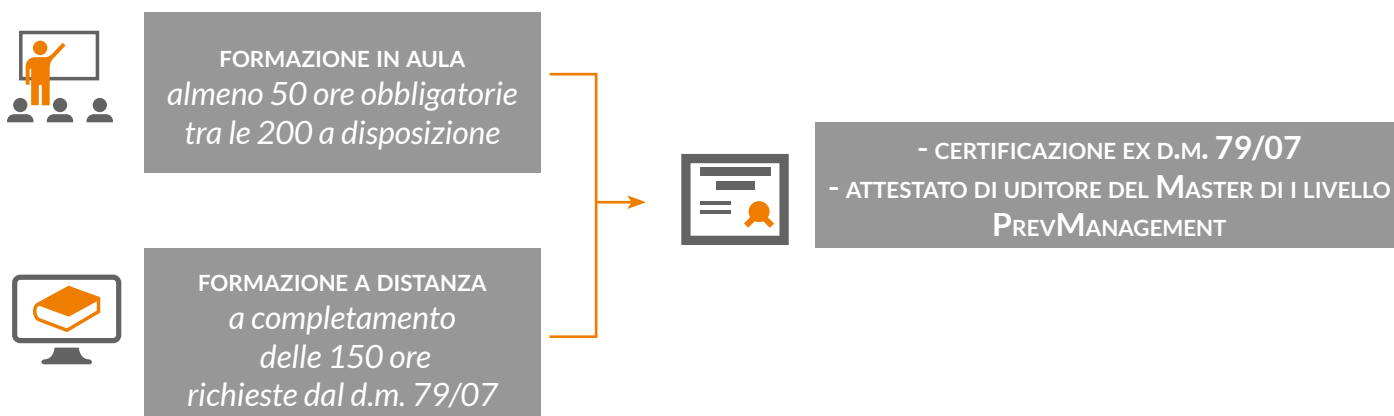 FORMAZIONE IN AULA
almeno 50 ore obbligatorie
tra le 200 a disposizione
FORMAZIONE A DISTANZA
a completamento
delle 150 ore
richieste dal d.m. 79/07
- CERTIFICAZIONE EX D.M. 79/07
- ATTESTATO DI UDITORE DEL MASTER DI I LIVELLO
PREVMANAGEMENT